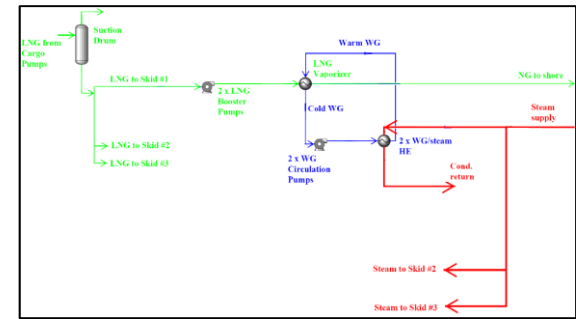 Suction
Drum
LNG from
Cargo
Pumps
LNG to Skid #1
2 x LNG
Booster
Pumps
LNG to Skid #2
LNG to Skid #3
Warm WG
LNG
Vaporizer
Cold WG
2 x WG
Circulation
Pumps
2 x WG/steam
HE
NG to shore
Steam
supply
Cond.
return
Steam to Skid #2
Steam to Skid #3